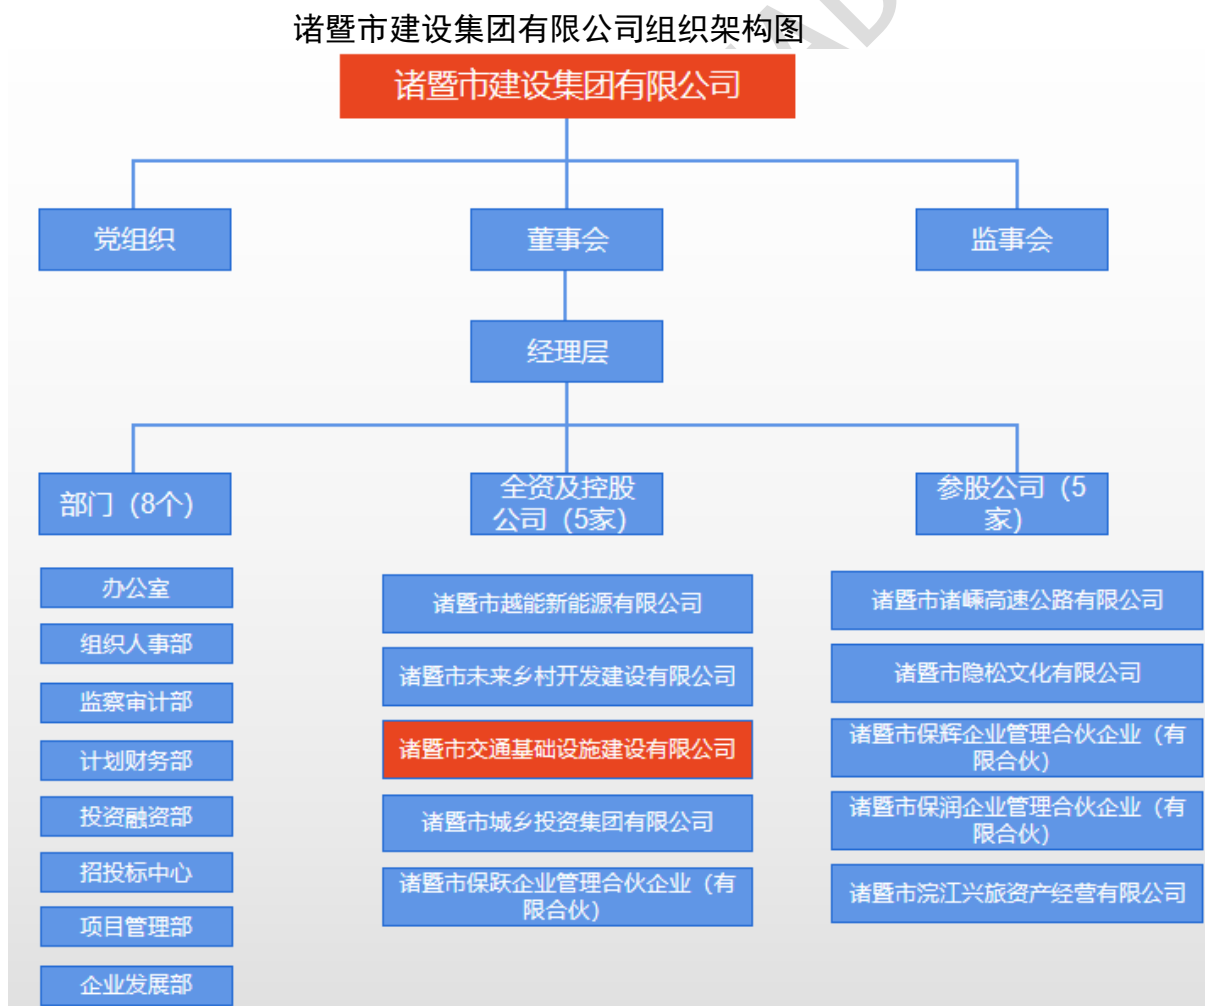 诸暨市建设集团有限公司组织架构图
诸暨市建设集团有限公司
党组织
董事会
监事会
经理层
部门（8个）
全资及控股
公司（5家）
参股公司（5
家）
办公室
组织人事部
监察审计部
计划财务部
投资融资部
招投标中心
项目管理部
企业发展部
诸暨市越能新能源有限公司
诸暨市未来乡村开发建设有限公司
诸暨市交通基础设施建设有限公司
诸暨市城乡投资集团有限公司
诸暨市保跃企业管理合伙企业（有
限合伙）
诸暨市诸嵊高速公路有限公司
诸暨市隐松文化有限公司
诸暨市保辉企业管理合伙企业（有
限合伙）
诸暨市保润企业管理合伙企业（有
限合伙）
诸暨市浣江兴旅资产经营有限公司